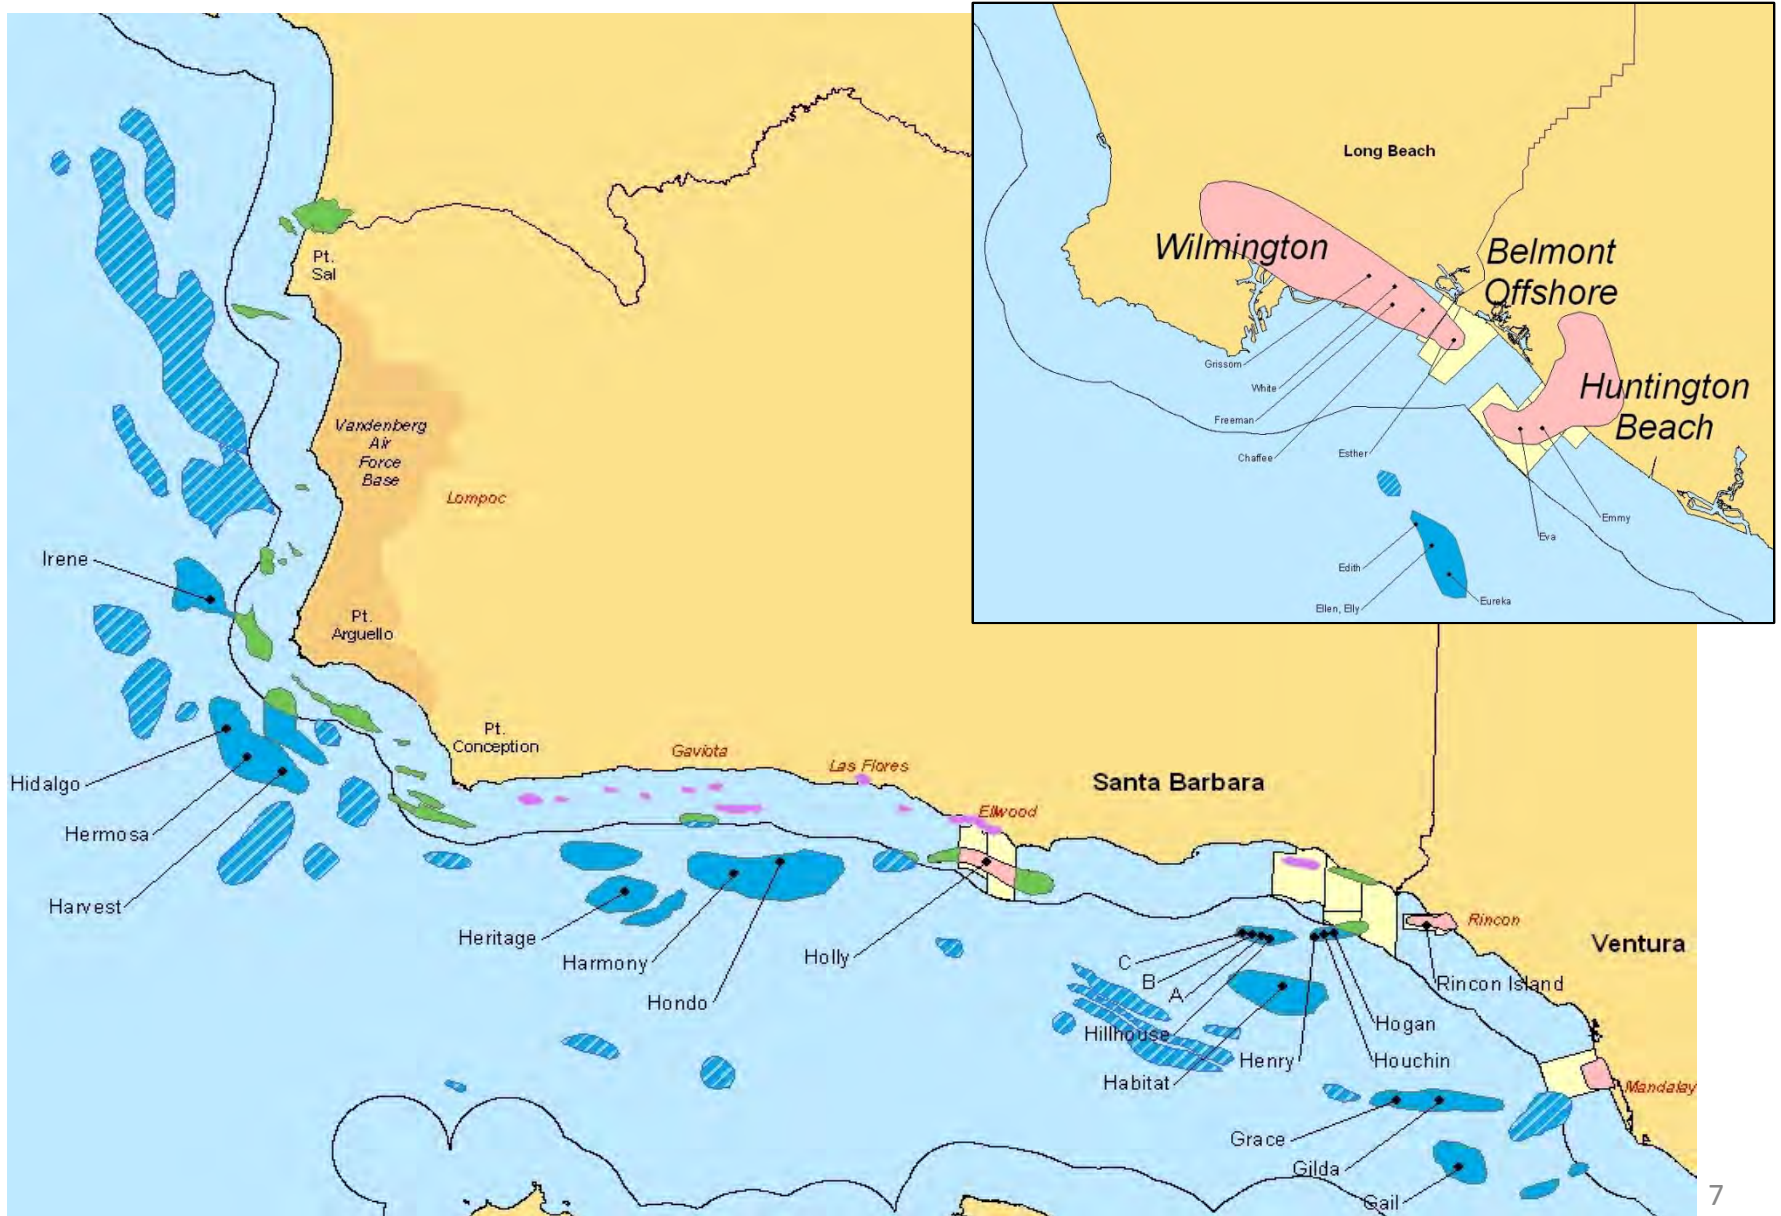 Long Beach
Wilmington
Belmont
Offshore
Huntington
Beach
Grissom
White
Freeman
Chaffee
Esther
Emmy
Eva
Edith
Ellen, Elly
Eureka
Pt.
Sal
Vandenberg
Air
Force
Base
Lompoc
Irene
Pt.
Arguello
Pt.
Conception
Gaviota
Las Flores
Ellwood
Santa Barbara
Hidalgo
Hermosa
Harvest
Heritage
Harmony
Hondo
Holly
C
B
A
Hillhouse
Habitat
Henry
Houchin
Hogan
Rincon
Rincon Island
Ventura
Mandalay
Grace
Gilda
Gail
7